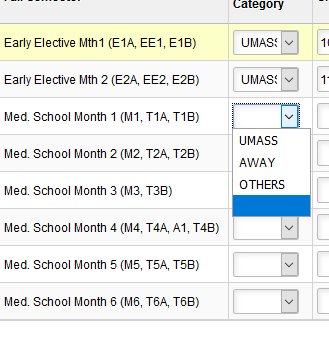 Category
Early Elective Mth1 (E1A, EE1, E1B) UMASS
Early Elective Mth 2 (E2A, EE2, E2B) UMASS
Med. School Month 1 (M1, T1A, T1B)
UMASS
Med. School Month 2 (M2, T2A, T2B)
AWAY
OTHERS
Med. School Month 3 (M3, T3B)
Med. School Month 4 (M4, T4A, A1, T4B)
Med. School Month 5 (M5, T5A, T5B)
Med. School Month 6 (M6, T6A, T6B)